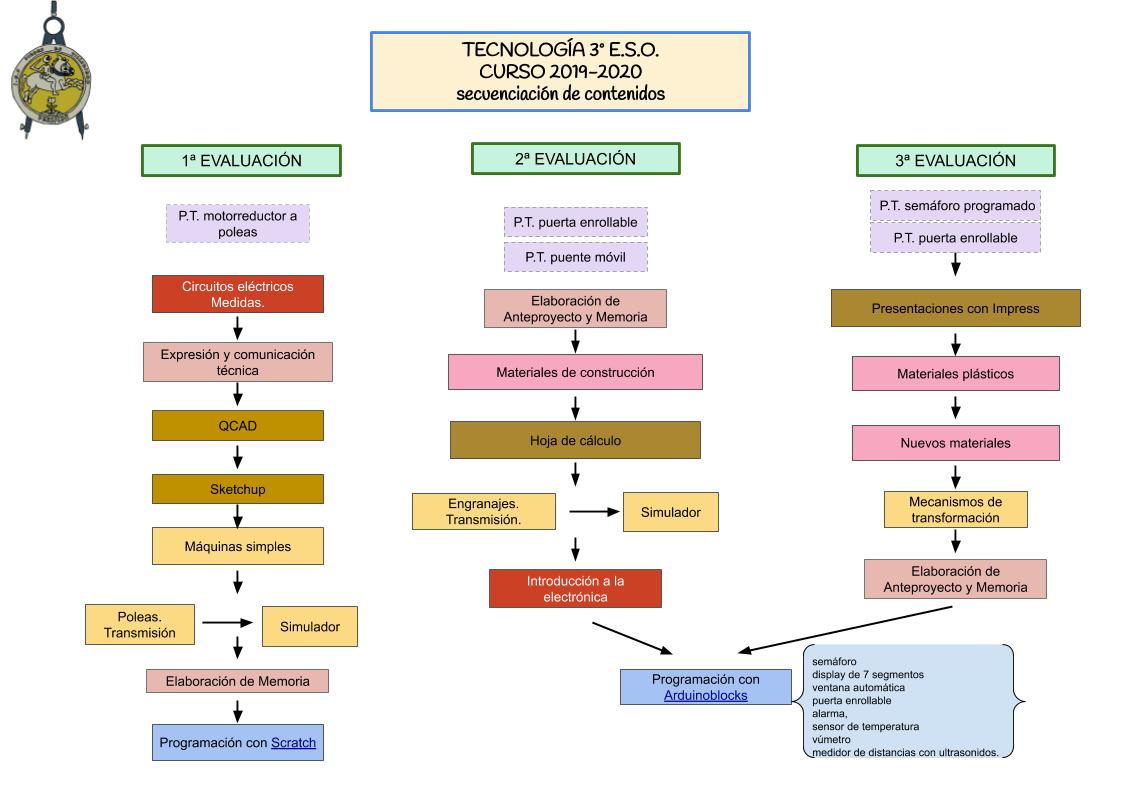 TECNOLOGÍA 3º E.S.O.
CURSO 2019-2020
secuenciación de contenidos
1ª EVALUACIÓN
P.T. motorreductor a
poleas
Circuitos eléctricos
Medidas.
Expresión y comunicación
técnica
QCAD
Sketchup
Máquinas simples
Poleas.
Transmisión
Simulador
Elaboración de Memoria
Programación con Scratch
2ª EVALUACIÓN
P.T. puerta enrollable
P.T. puente móvil
Elaboración de
Anteproyecto y Memoria
Materiales de construcción
Hoja de cálculo
Engranajes.
Transmisión.
Simulador
Introducción a la
electrónica
3ª EVALUACIÓN
P.T. semáforo programado
P.T. puerta enrollable
Presentaciones con Impress
Materiales plásticos
Nuevos materiales
Mecanismos de
transformación
Elaboración de
Anteproyecto y Memoria
Programación con
Arduinoblocks
semáforo
display de 7 segmentos
ventana automática
puerta enrollable
alarma,
sensor de temperatura
vúmetro
medidor de distancias con ultrasonidos.